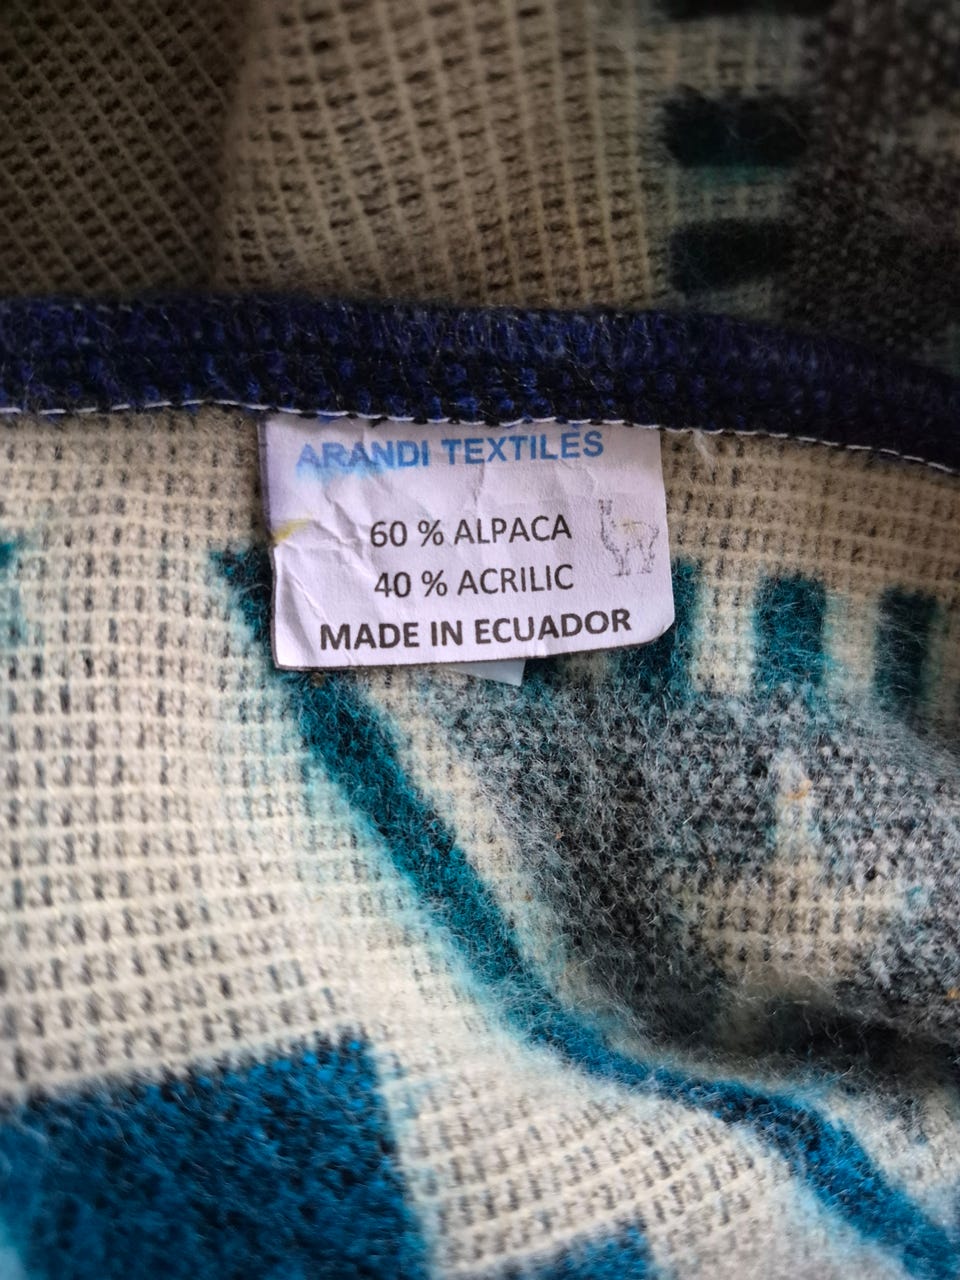 ARANDI TEXTILES
60 % ALPACA
40 % ACRILIC
MADE IN ECUADOR